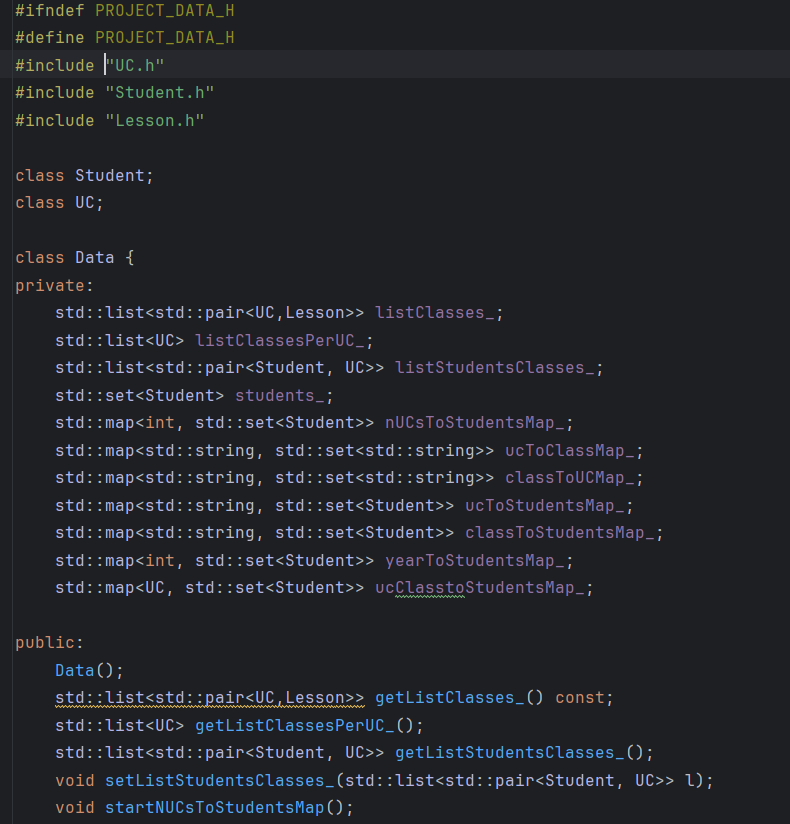 #ifndef PROJECT_DATA_H
#define PROJECT_DATA_H
#include "UC.h"
#include "Student.h"
#include "Lesson.h"

class Student;
class UC;

class Data {
private:
    std::list<std::pair<UC,Lesson>> listClasses_;
    std::list<UC> listClassesPerUC_;
    std::list<std::pair<Student, UC>> listStudentsClasses_;
    std::set<Student> students_;
    std::map<int, std::set<Student>> nUCsToStudentsMap_;
    std::map<std::string, std::set<std::string>> ucToClassMap_;
    std::map<std::string, std::set<std::string>> classToUCMap_;
    std::map<std::string, std::set<Student>> ucToStudentsMap_;
    std::map<std::string, std::set<Student>> classToStudentsMap_;
    std::map<int, std::set<Student>> yearToStudentsMap_;
    std::map<UC, std::set<Student>> ucClasstoStudentsMap_;

public:
    Data();
    std::list<std::pair<UC,Lesson>> getListClasses_() const;
    std::list<UC> getListClassesPerUC_();
    std::list<std::pair<Student, UC>> getListStudentsClasses_();
    void setListStudentsClasses_(std::list<std::pair<Student, UC>> l);
    void startNUCsToStudentsMap();